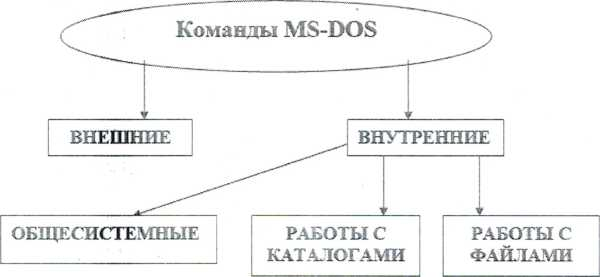 Команды MS-DOS
ВНЕШНИЕ
ВНУТРЕННИЕ
ОБЩЕСИСТЕМНЫЕ
РАБОТЫ С
КАТАЛОГАМИ
РАБОТЫ С
ФАЙЛАМИ